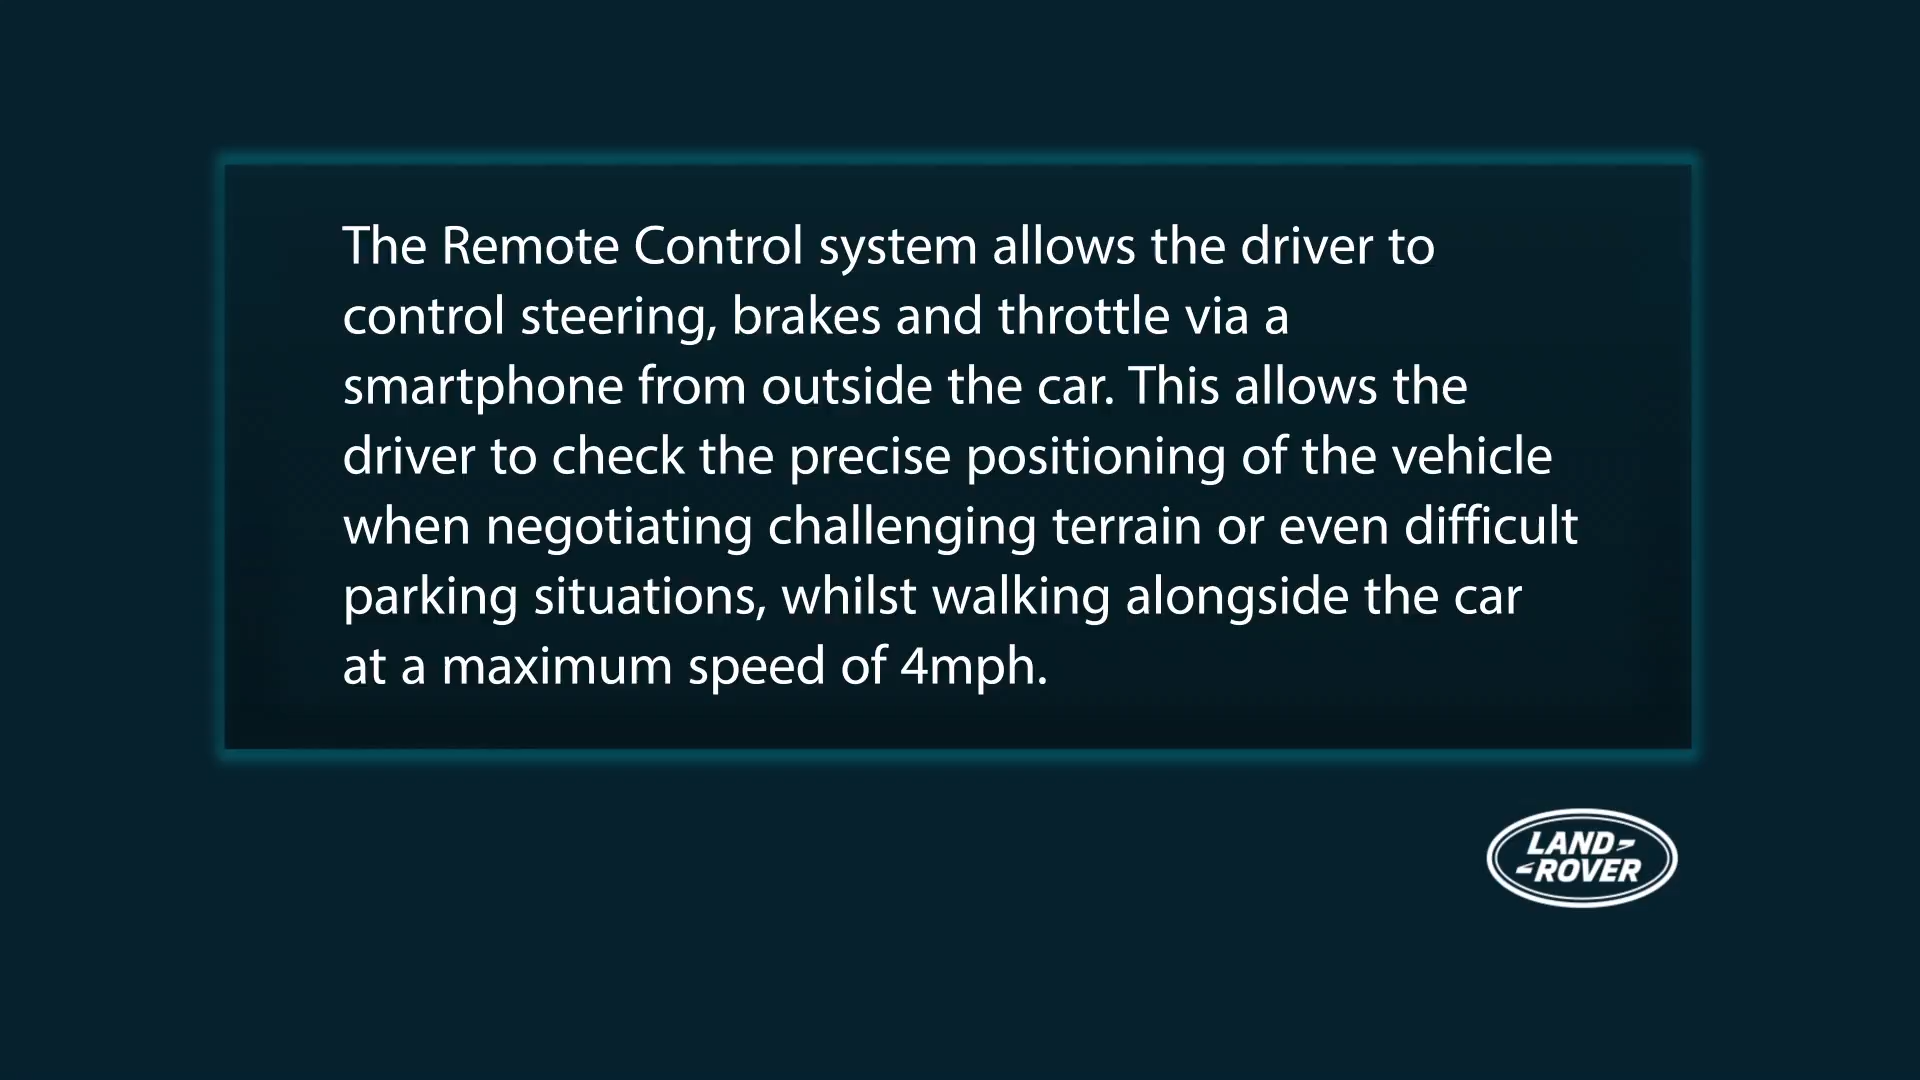 The Remote Control system allows the driver to
control steering, brakes and throttle via a
smartphone from outside the car. This allows the
driver to check the precise positioning of the vehicle
when negotiating challenging terrain or even difficult
parking situations, whilst walking alongside the car
at a maximum speed of 4mph.
LAND
ROVER